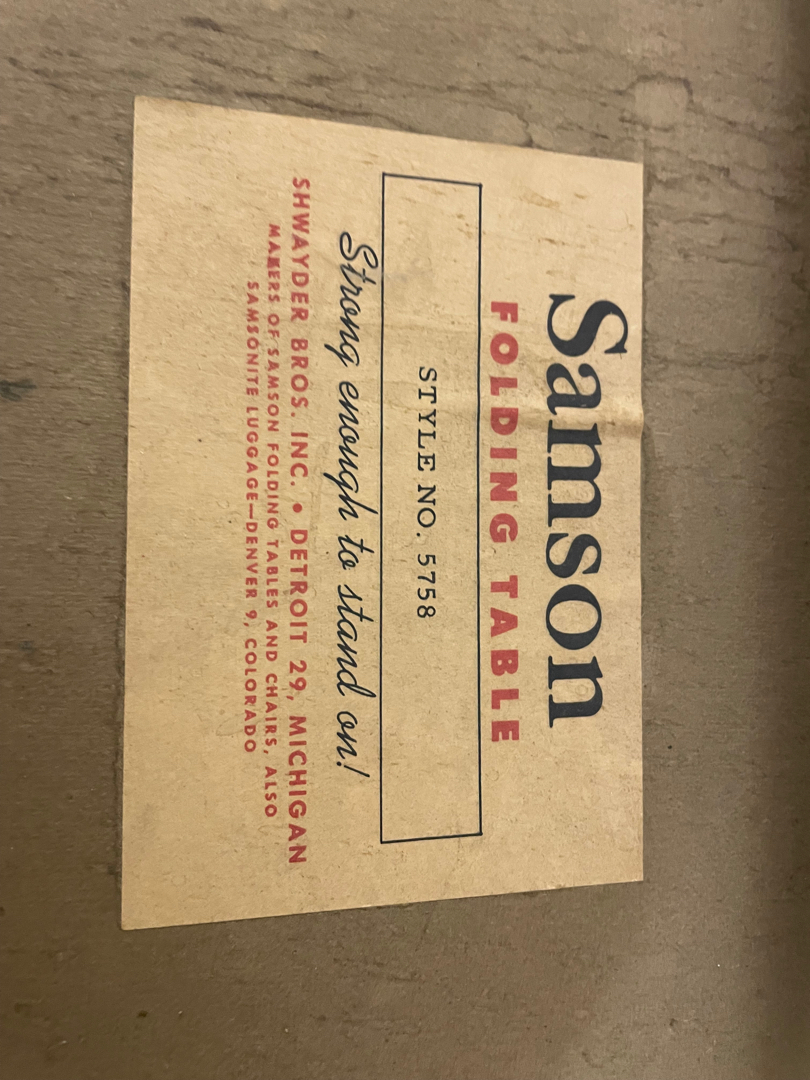 Samson
FOLDING TABLE
STYLE NO. 5758
Strong enough to stand on!
SHWAYDER BROS. INC. • DETROIT 29, MICHIGAN
MAKERS OF SAMSON FOLDING TABLES AND CHAIRS, ALSO
SAMSONITE LUGGAGE—DENVER 9, COLORADO